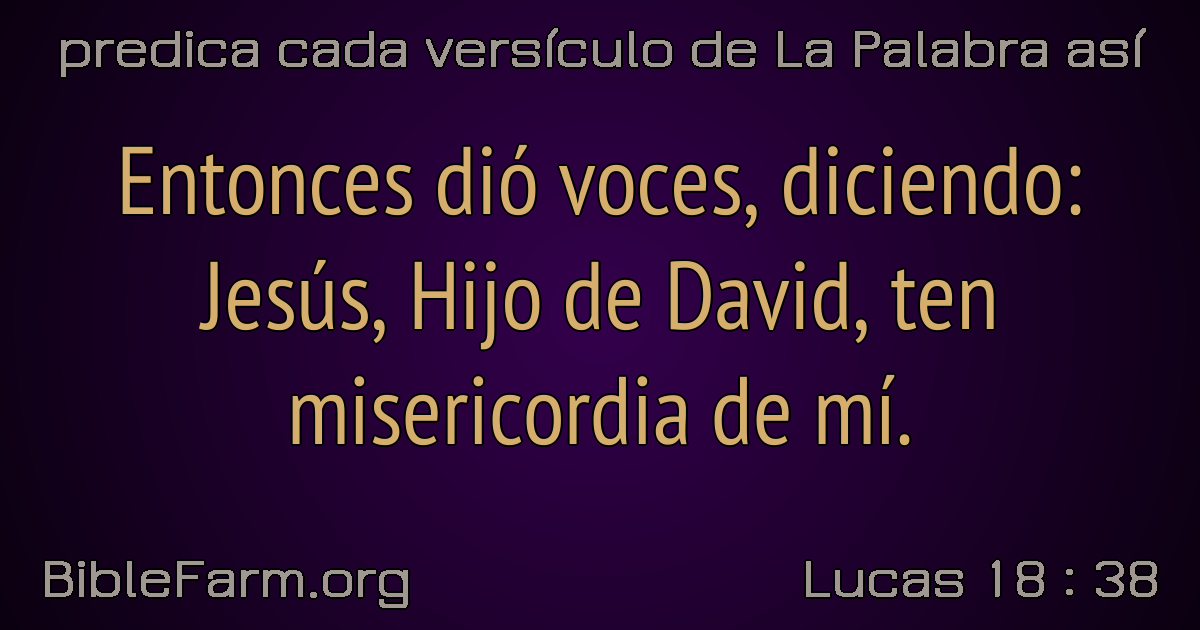 predica cada versículo de La Palabra así
Entonces dió voces, diciendo:
Jesús, Hijo de David, ten
misericordia de mí.
BibleFarm.org
Lucas 18 : 38